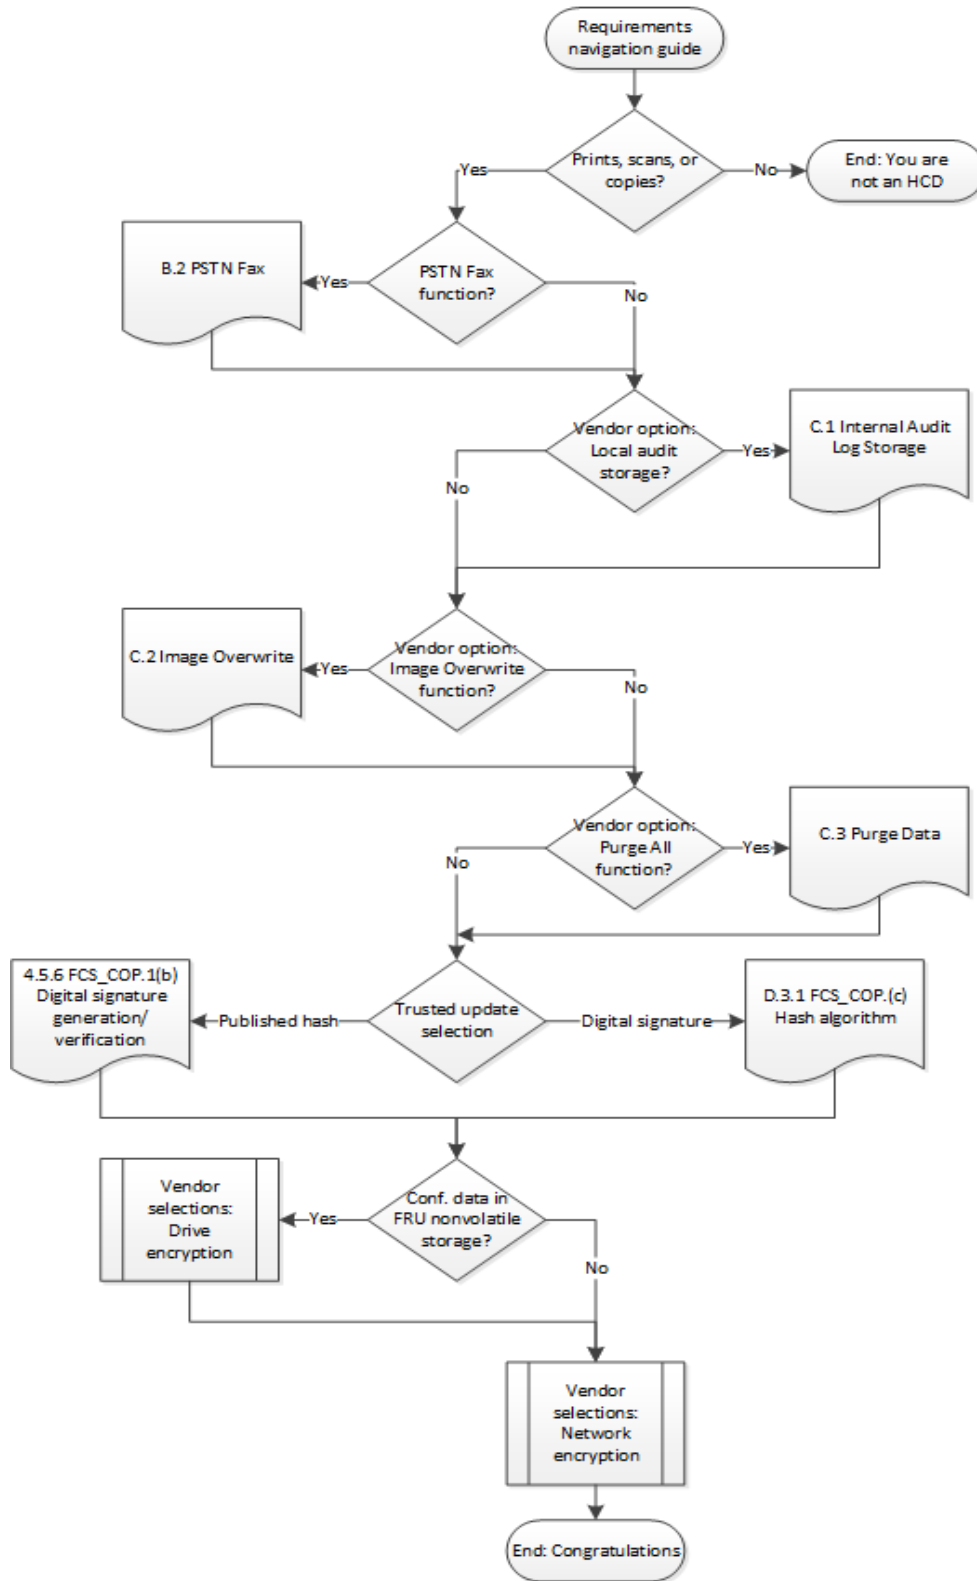 Requirements
navigation guide
Prints, scans, or
copies?
Yes
No
End: You are
not an HCD
B.2 PSTN Fax
Yes
PSTN Fax
function?
No
Vendor option:
Local audit
storage?
Yes
C.1 Internal Audit
Log Storage
No
C.2 Image Overwrite
Yes
Vendor option:
Image Overwrite
function?
No
Vendor option:
Purge All
function?
Yes
C.3 Purge Data
No
4.5.6 FCS_COP.1(b)
Digital signature
generation/
verification
Published hash
Trusted update
selection
Digital signature
D.3.1 FCS_COP.(c)
Hash algorithm
Vendor
selections:
Drive
encryption
Yes
Conf. data in
FRU nonvolatile
storage?
No
Vendor
selections:
Network
encryption
End: Congratulations